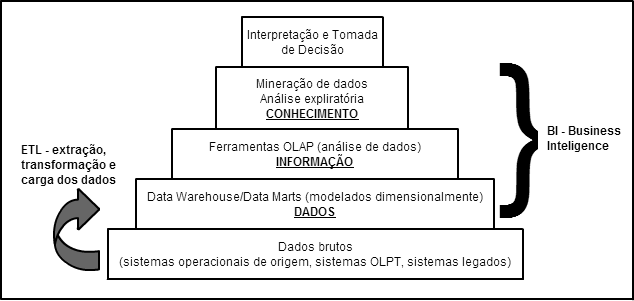 Interpretação e Tomada
de Decisão
Mineração de dados
Análise expliratória
CONHECIMENTO
Ferramentas OLAP (análise de dados)
INFORMAÇÃO
Data Warehouse/Data Marts (modelados dimensionalmente)
DADOS
Dados brutos
(sistemas operacionais de origem, sistemas OLPT, sistemas legados)
ETL - extração,
transformação e
carga dos dados
BI - Business
Inteligence